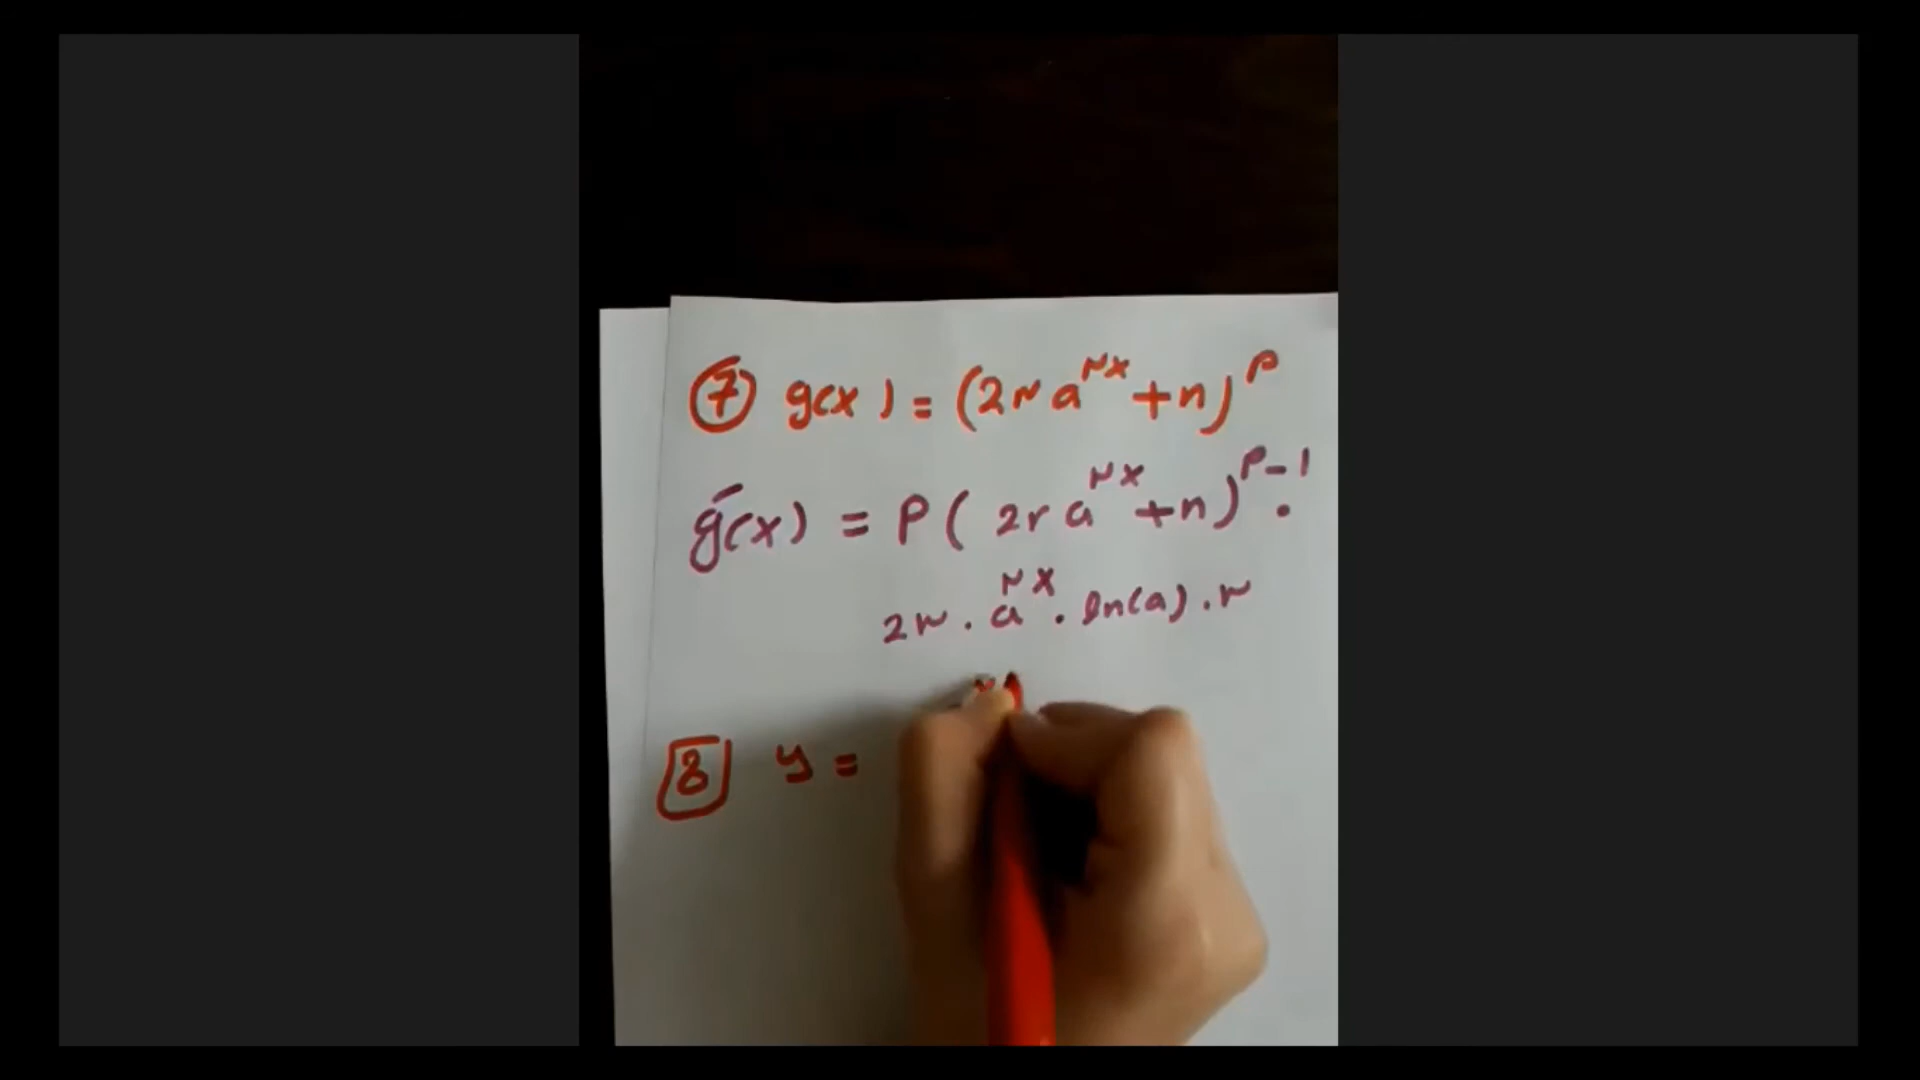 ⑦ g(x) = (2r a^rx + n)^p
g'(x) = P( 2r a^rx + n)^p-1 .
2r . a^rx . ln(a) . r
8 y =